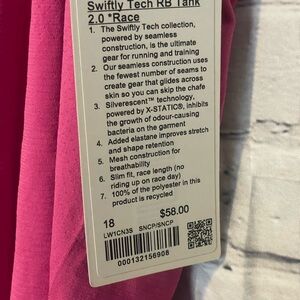 Swiftly Tech RB Tank
2.0 *Race
1. The Swiftly Tech collection,
powered by seamless
construction, is the ultimate
gear for running and training
2. Our seamless construction uses
the fewest number of seams to
create gear that glides across
skin so you can skip the chafe
3. Silverescent™ technology,
powered by X-STATIC®, inhibits
the growth of odour-causing
bacteria on the garment
4. Added elastane improves stretch
and shape retention
5. Mesh construction for
breathability
6. Slim fit, race length (no
riding up on race day)
7. 100% of the polyester in this
product is recycled
18 $58.00
LW1CN3S SNCP/SNCP
000132156906